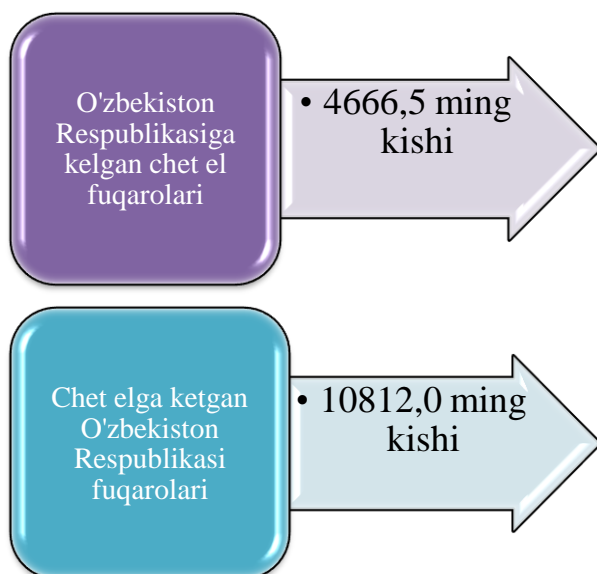 O'zbekiston
Respublikasiga
kelgan chet el
fuqarolari
• 4666,5 ming
kishi
Chet elga ketgan
O'zbekiston
Respublikasi
fuqarolari
• 10812,0 ming
kishi